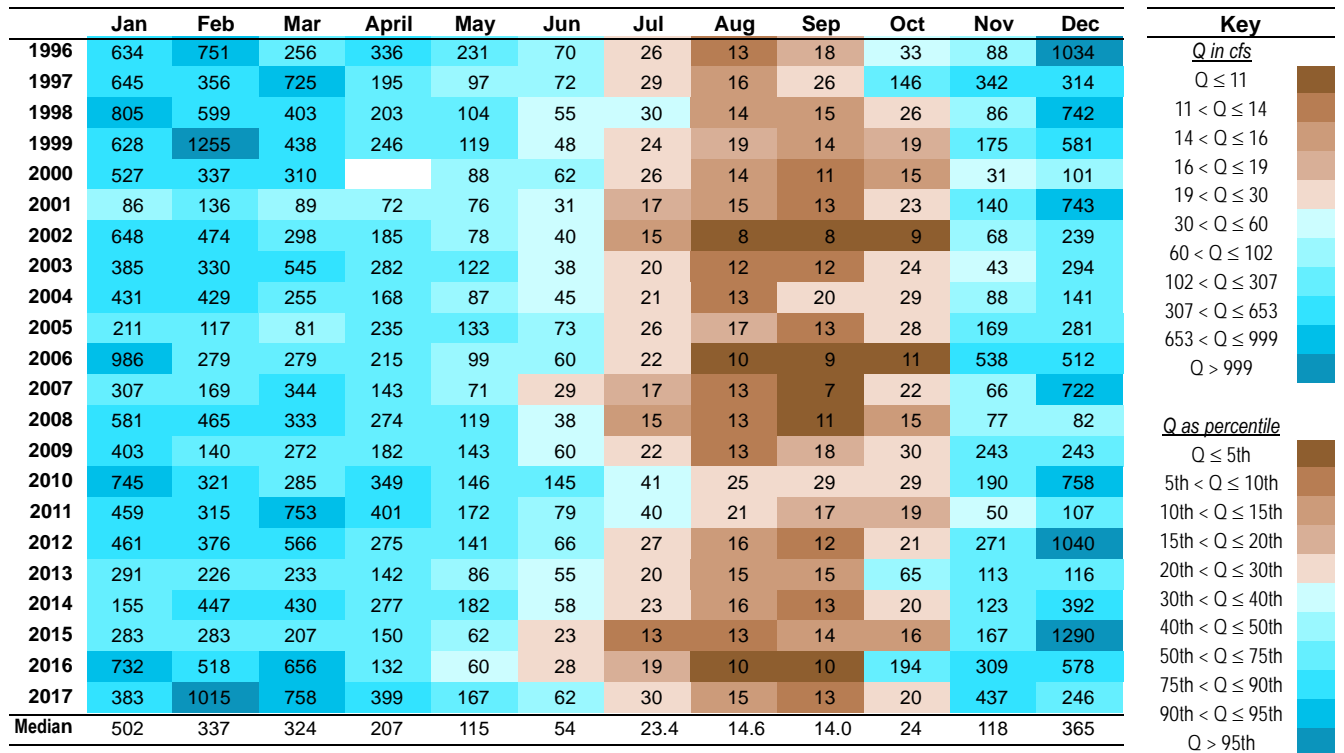 Jan Feb Mar April May Jun Jul Aug Sep Oct Nov Dec
1996 634 751 256 336 231 70 26 13 18 33 88 1034
1997 645 356 725 195 97 72 29 16 26 146 342 314
1998 805 599 403 203 104 55 30 14 15 26 86 742
1999 628 1255 438 246 119 48 24 19 14 19 175 581
2000 527 337 310 88 62 26 14 11 15 31 101
2001 86 136 89 72 76 31 17 15 13 23 140 743
2002 648 474 298 185 78 40 15 8 8 9 68 239
2003 385 330 545 282 122 38 20 12 12 24 43 294
2004 431 429 255 168 87 45 21 13 20 29 88 141
2005 211 117 81 235 133 73 26 17 13 28 169 281
2006 986 279 279 215 99 60 22 10 9 11 538 512
2007 307 169 344 143 71 29 17 13 7 22 66 722
2008 581 465 333 274 119 38 15 13 11 15 77 82
2009 403 140 272 182 143 60 22 13 18 30 243 243
2010 745 321 285 349 146 145 41 25 29 29 190 758
2011 459 315 753 401 172 79 40 21 17 19 50 107
2012 461 376 566 275 141 66 27 16 12 21 271 1040
2013 291 226 233 142 86 55 20 15 15 65 113 116
2014 155 447 430 277 182 58 23 16 13 20 123 392
2015 283 283 207 150 62 23 13 13 14 16 167 1290
2016 732 518 656 132 60 28 19 10 10 194 309 578
2017 383 1015 758 399 167 62 30 15 13 20 437 246
Median 502 337 324 207 115 54 23.4 14.6 14.0 24 118 365
Key
Q in cfs
Q ≤ 11
11 < Q ≤ 14
14 < Q ≤ 16
16 < Q ≤ 19
19 < Q ≤ 30
30 < Q ≤ 60
60 < Q ≤ 102
102 < Q ≤ 307
307 < Q ≤ 653
653 < Q ≤ 999
Q > 999
Q as percentile
Q ≤ 5th
5th < Q ≤ 10th
10th < Q ≤ 15th
15th < Q ≤ 20th
20th < Q ≤ 30th
30th < Q ≤ 40th
40th < Q ≤ 50th
50th < Q ≤ 75th
75th < Q ≤ 90th
90th < Q ≤ 95th
Q > 95th